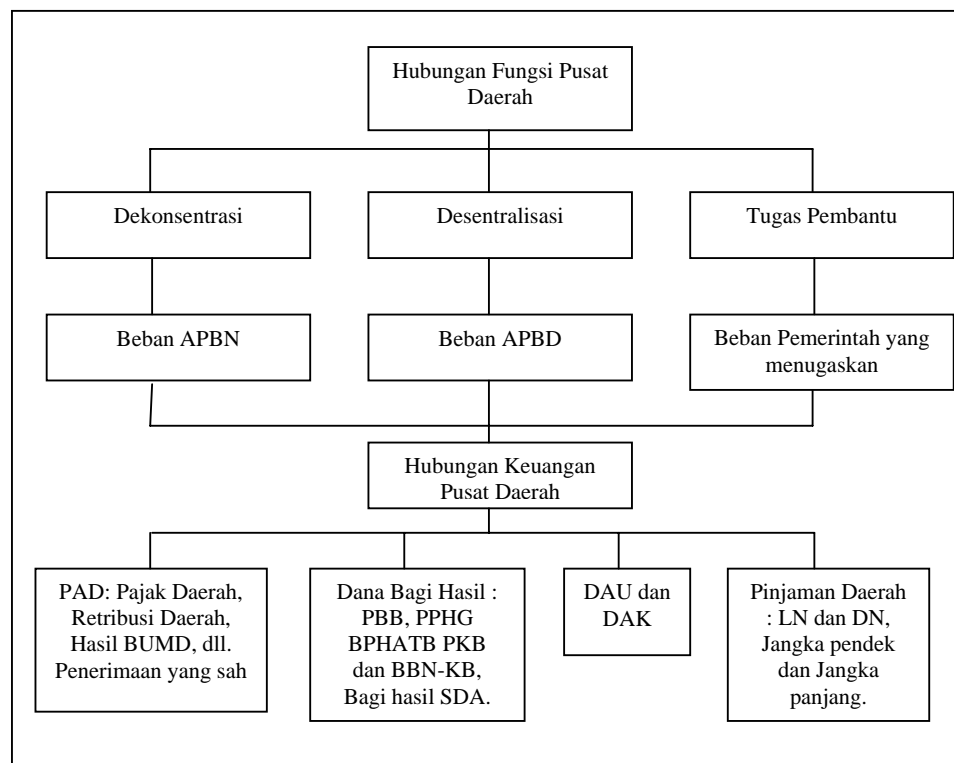 Hubungan Fungsi Pusat
Daerah
Dekonsentrasi
Desentralisasi
Tugas Pembantu
Beban APBN
Beban APBD
Beban Pemerintah yang
menugaskan
Hubungan Keuangan
Pusat Daerah
PAD: Pajak Daerah,
Retribusi Daerah,
Hasil BUMD, dll.
Penerimaan yang sah
Dana Bagi Hasil :
PBB, PPHG
BPHATB PKB
dan BBN-KB,
Bagi hasil SDA.
DAU dan
DAK
Pinjaman Daerah
: LN dan DN,
Jangka pendek
dan Jangka
panjang.